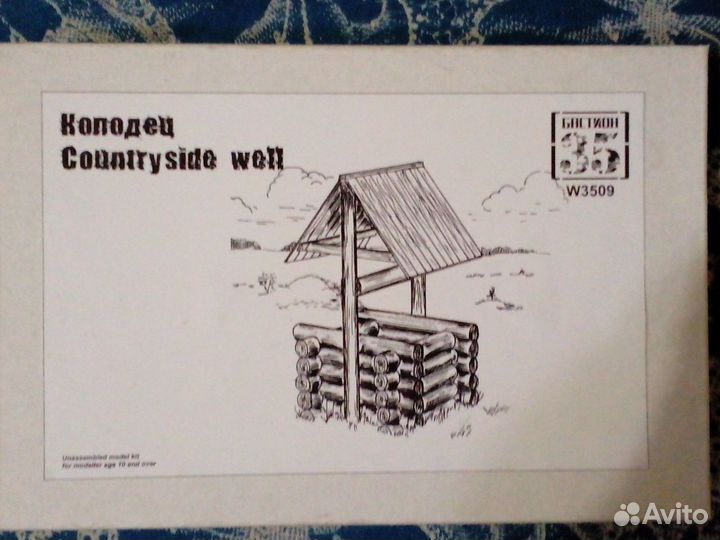 Колодец
Countryside well
БАСТИОН
35
W3509
Unassembled model kit
for modeller age 10 and over
Avito